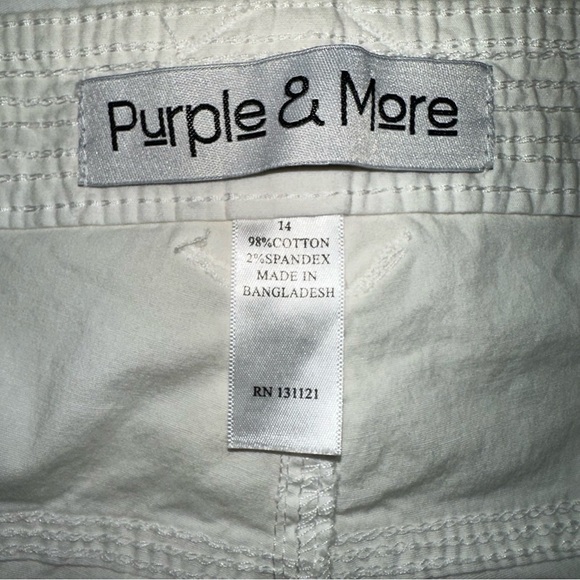 Purple & More
14
98%COTTON
2%SPANDEX
MADE IN
BANGLADESH
RN 131121